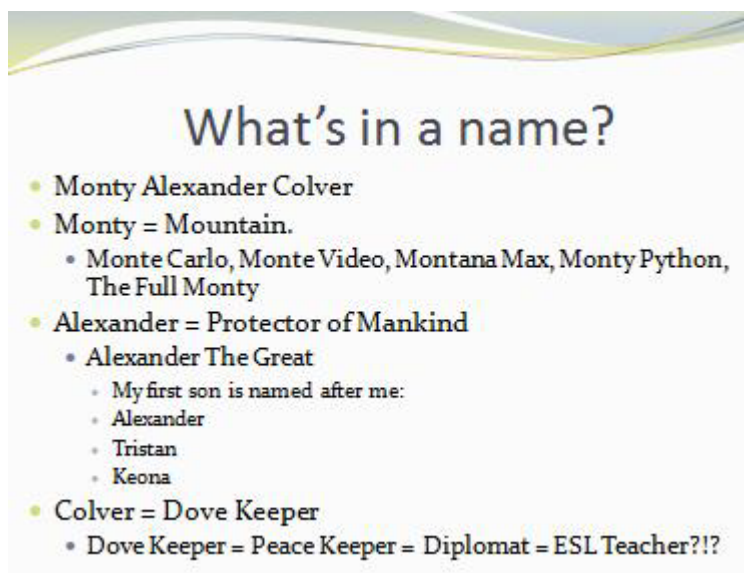 What's in a name?
Monty Alexander Colver
Monty = Mountain.
Monte Carlo, Monte Video, Montana Max, Monty Python,
The Full Monty
Alexander = Protector of Mankind
Alexander The Great
My first son is named after me:
Alexander
Tristan
Keona
Colver = Dove Keeper
Dove Keeper = Peace Keeper = Diplomat = ESL Teacher?!?